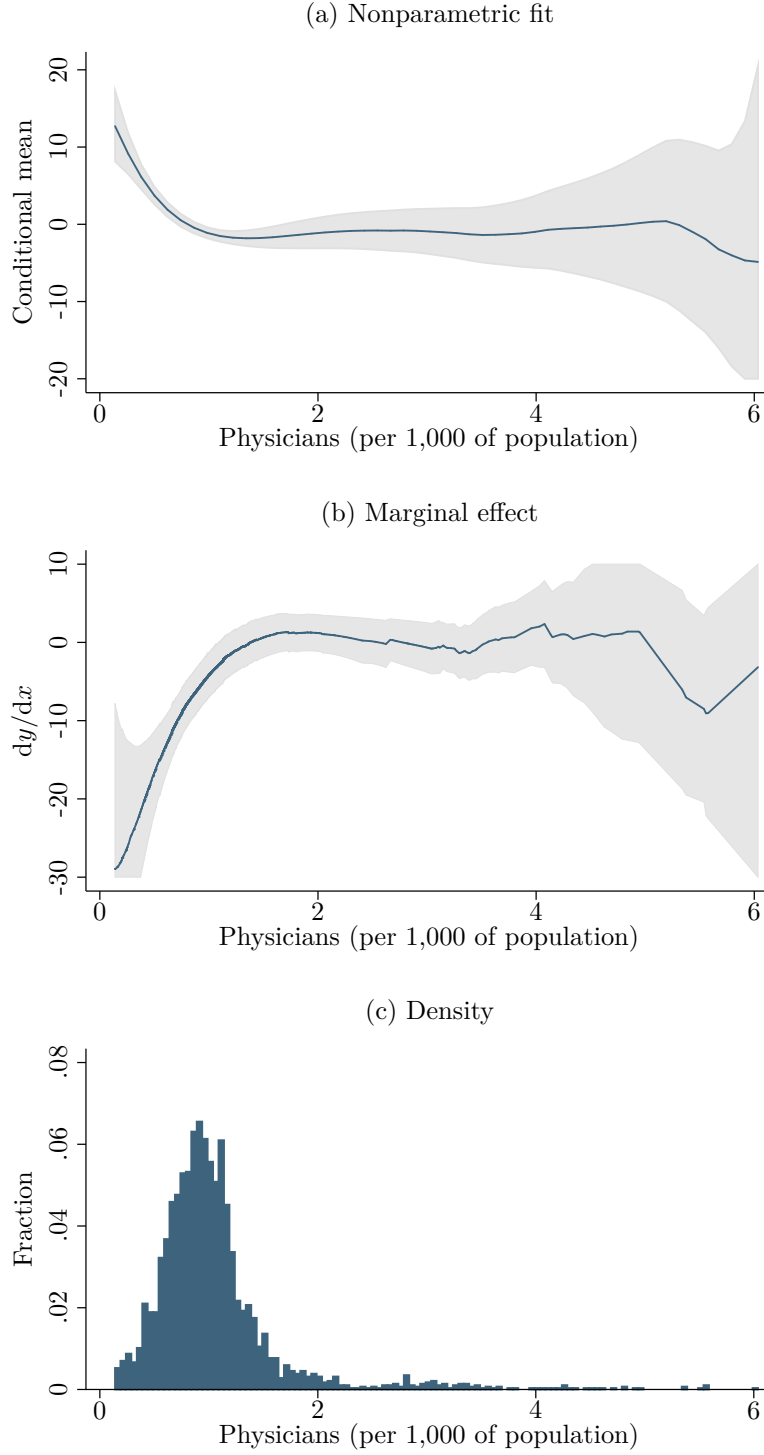 (a) Nonparametric fit
Conditional mean
20
10
0
-10
-20
0 2 4 6
Physicians (per 1,000 of population)
(b) Marginal effect
dy/dx
10
0
-10
-20
-30
0 2 4 6
Physicians (per 1,000 of population)
(c) Density
Fraction
.08
.06
.04
.02
0
0 2 4 6
Physicians (per 1,000 of population)